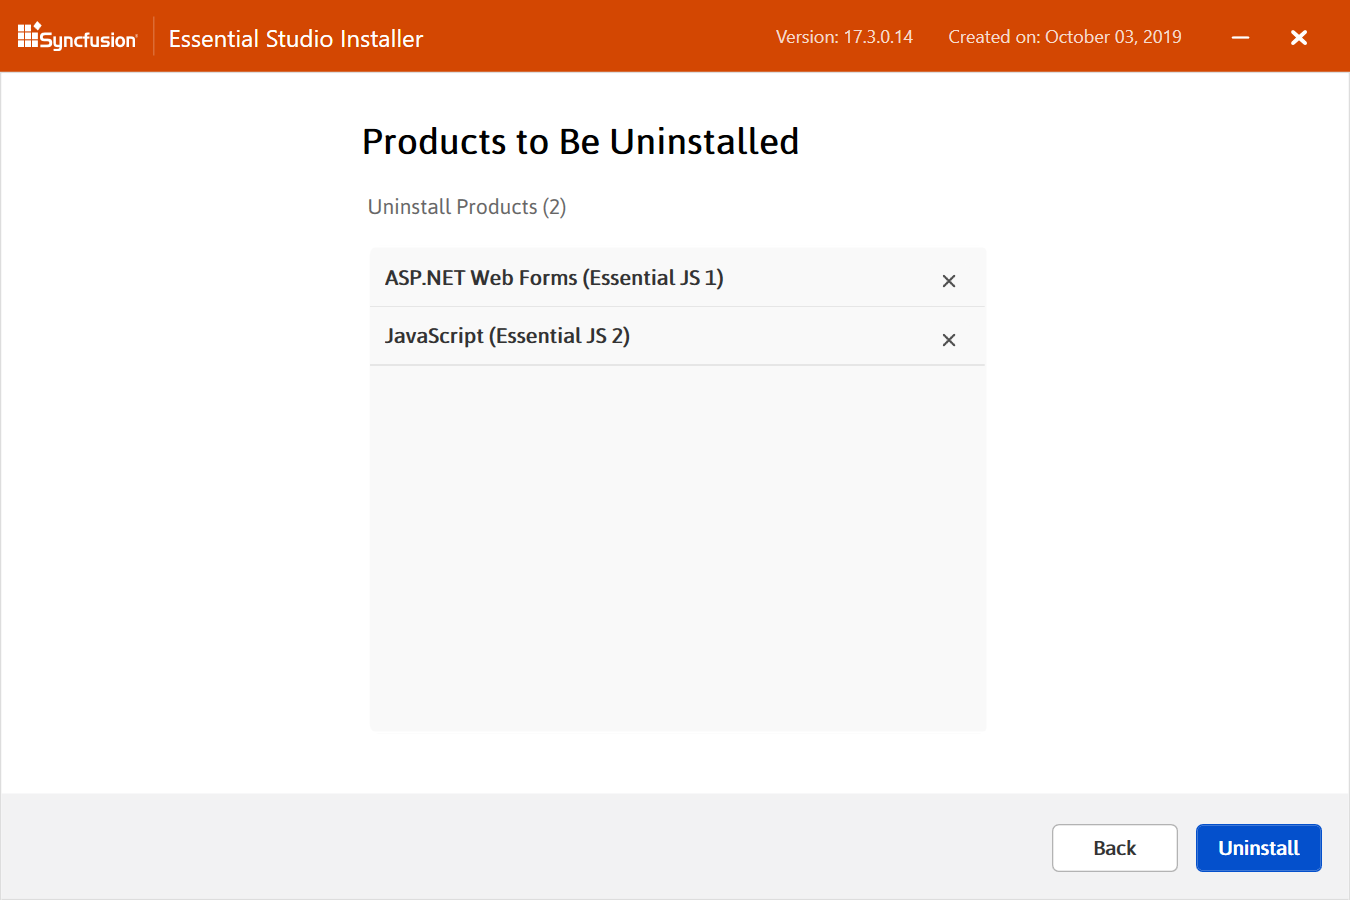 Syncfusion
Essential Studio Installer
Version: 17.3.0.14
Created on: October 03, 2019
Products to Be Uninstalled
Uninstall Products (2)
ASP.NET Web Forms (Essential JS 1)
JavaScript (Essential JS 2)
Back
Uninstall